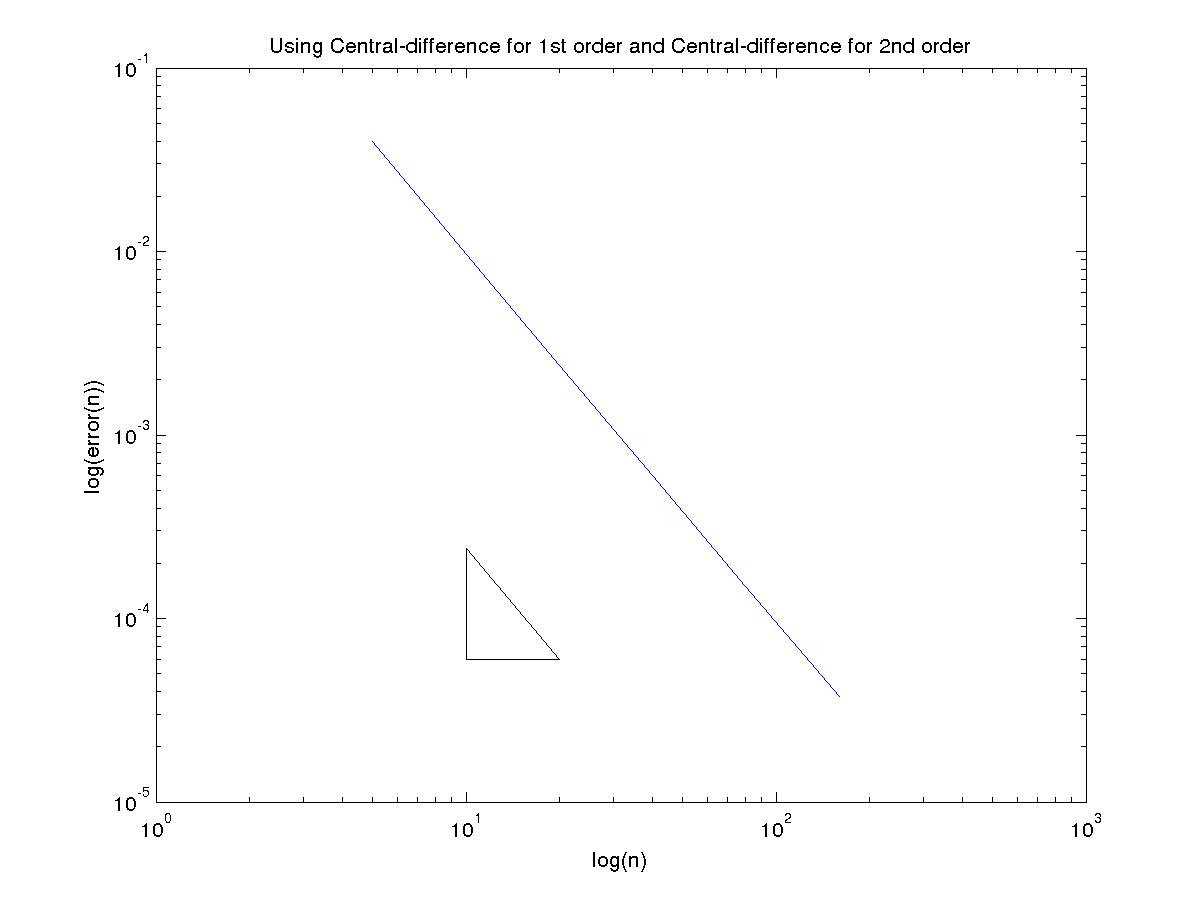 Using Central-difference for 1st order and Central-difference for 2nd order
10^-1
10^-2
10^-3
10^-4
10^-5
log(error(n))
10^0 10^1 10^2 10^3
log(n)